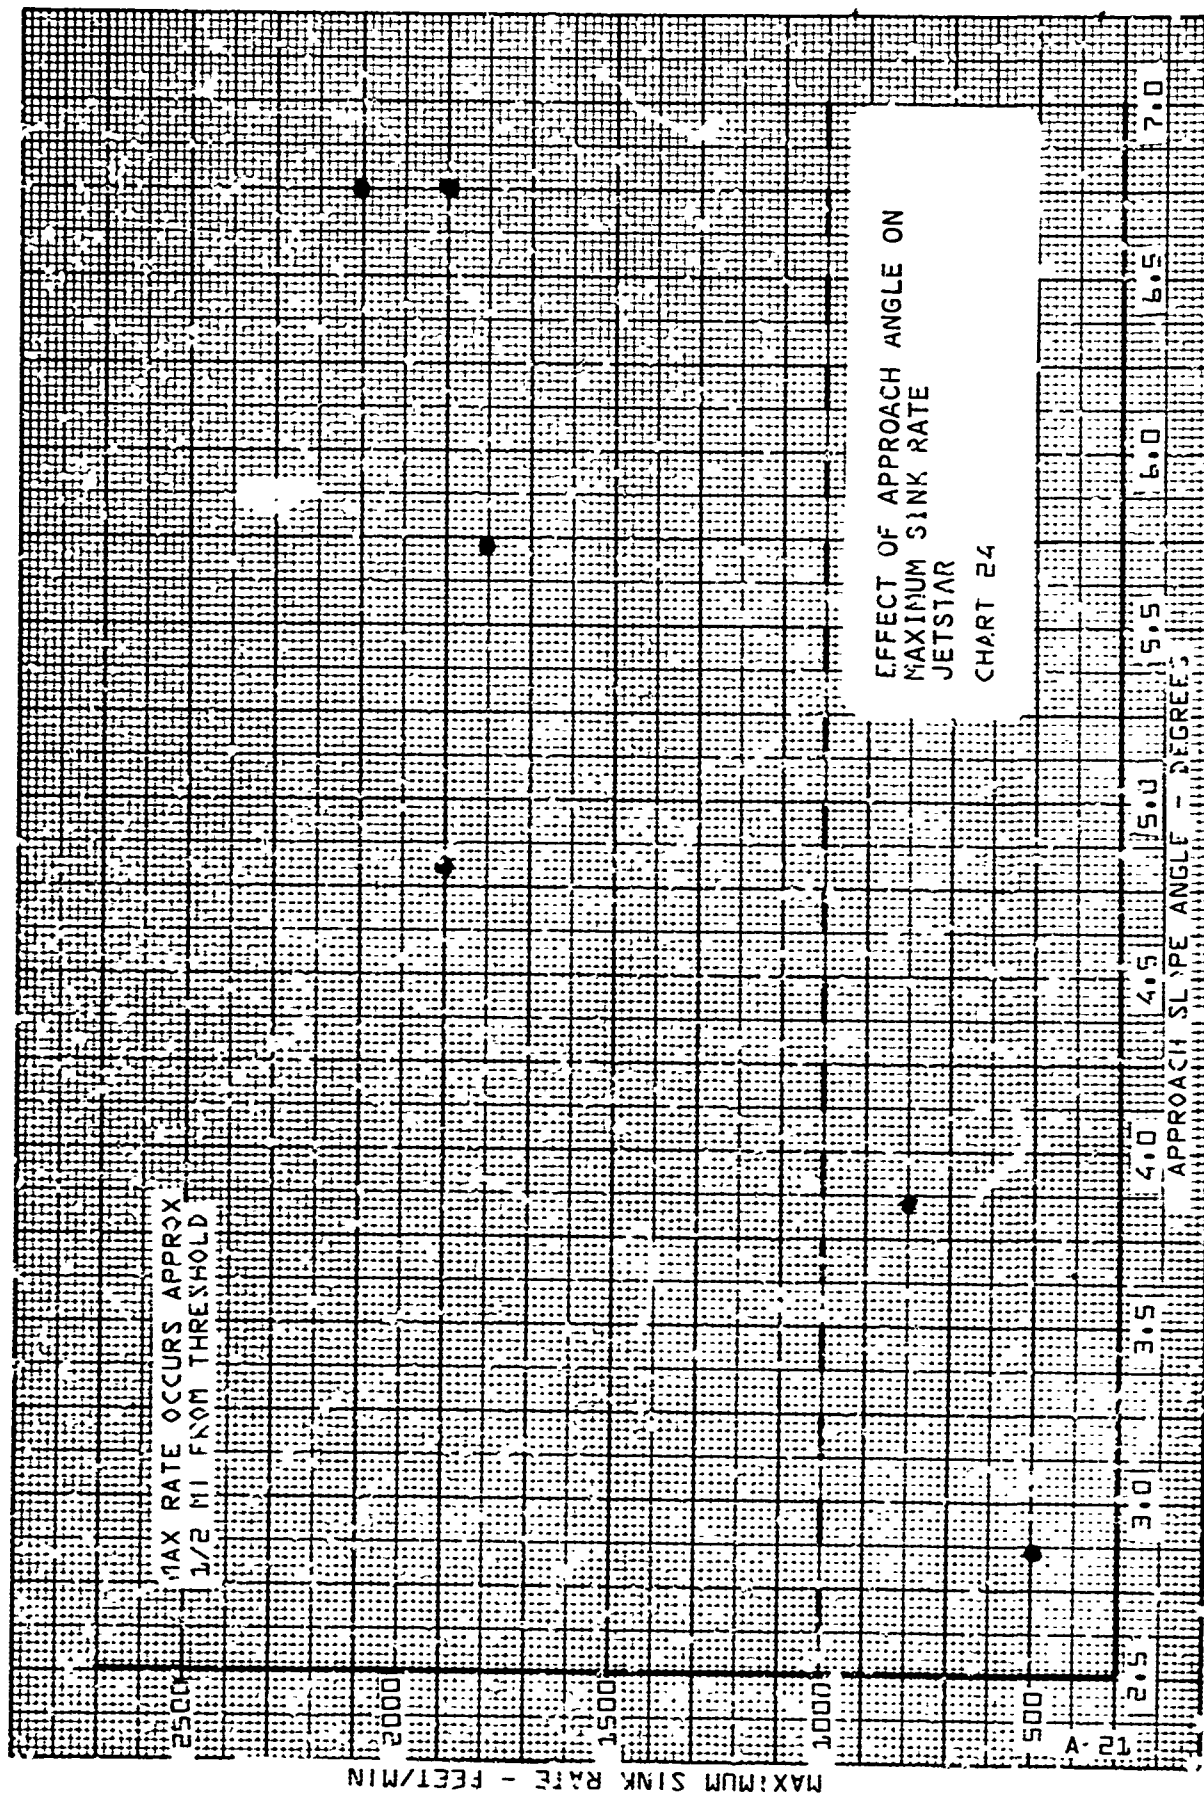 MAX RATE OCCURS APPROX
1/2 MI FROM THRESHOLD
MAXIMUM SINK RATE - FEET/MIN
2500
2000
1500
1000
500
2.5
3.0
3.5
4.0
4.5
5.0
5.5
6.0
6.5
7.0
APPROACH SLOPE ANGLE - DEGREES
EFFECT OF APPROACH ANGLE ON
MAXIMUM SINK RATE
JETSTAR
CHART 24
A-21